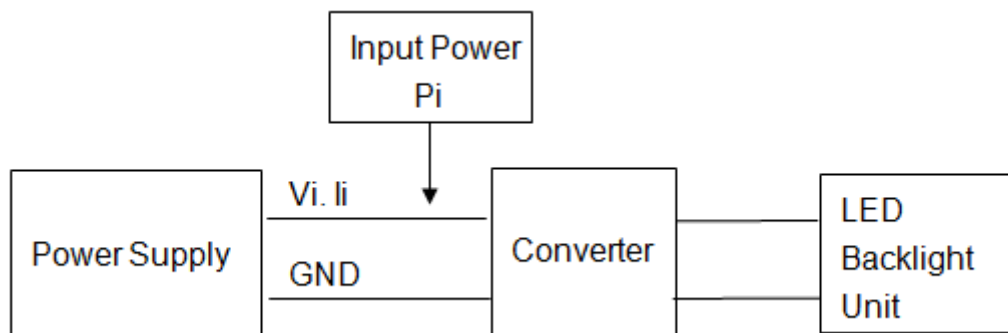 Input Power
Pi
Vi. Ii
Power Supply
GND
Converter
LED
Backlight
Unit